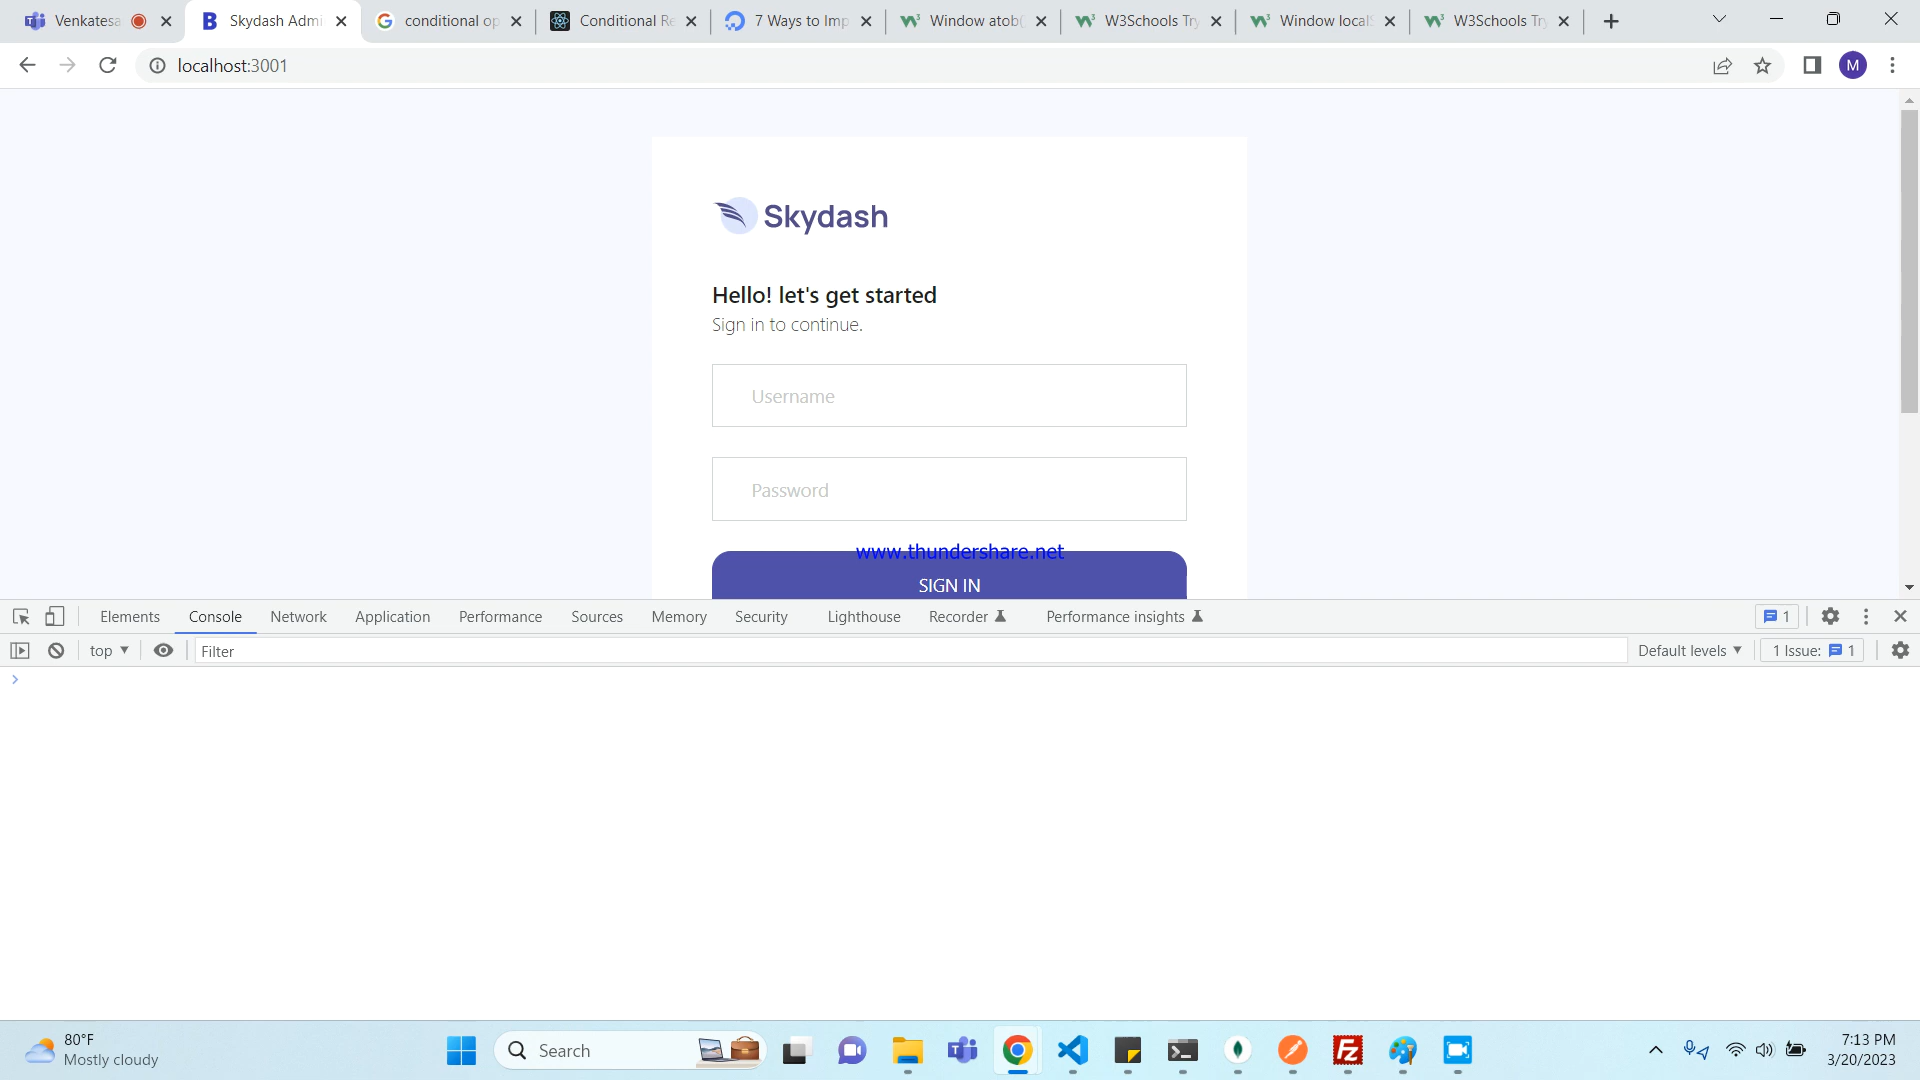 Venkatesa
Skydash Admi
conditional op
Conditional Re
7 Ways to Imp
Window atob(
W3Schools Try
Window localS
W3Schools Try
localhost:3001
M
Skydash
Hello! let's get started
Sign in to continue.
Username
Password
www.thundershare.net
SIGN IN
Elements Console Network Application Performance Sources Memory Security Lighthouse Recorder Performance insights 1
top Filter Default levels 1 Issue: 1
80°F
Mostly cloudy
Search
7:13 PM
3/20/2023